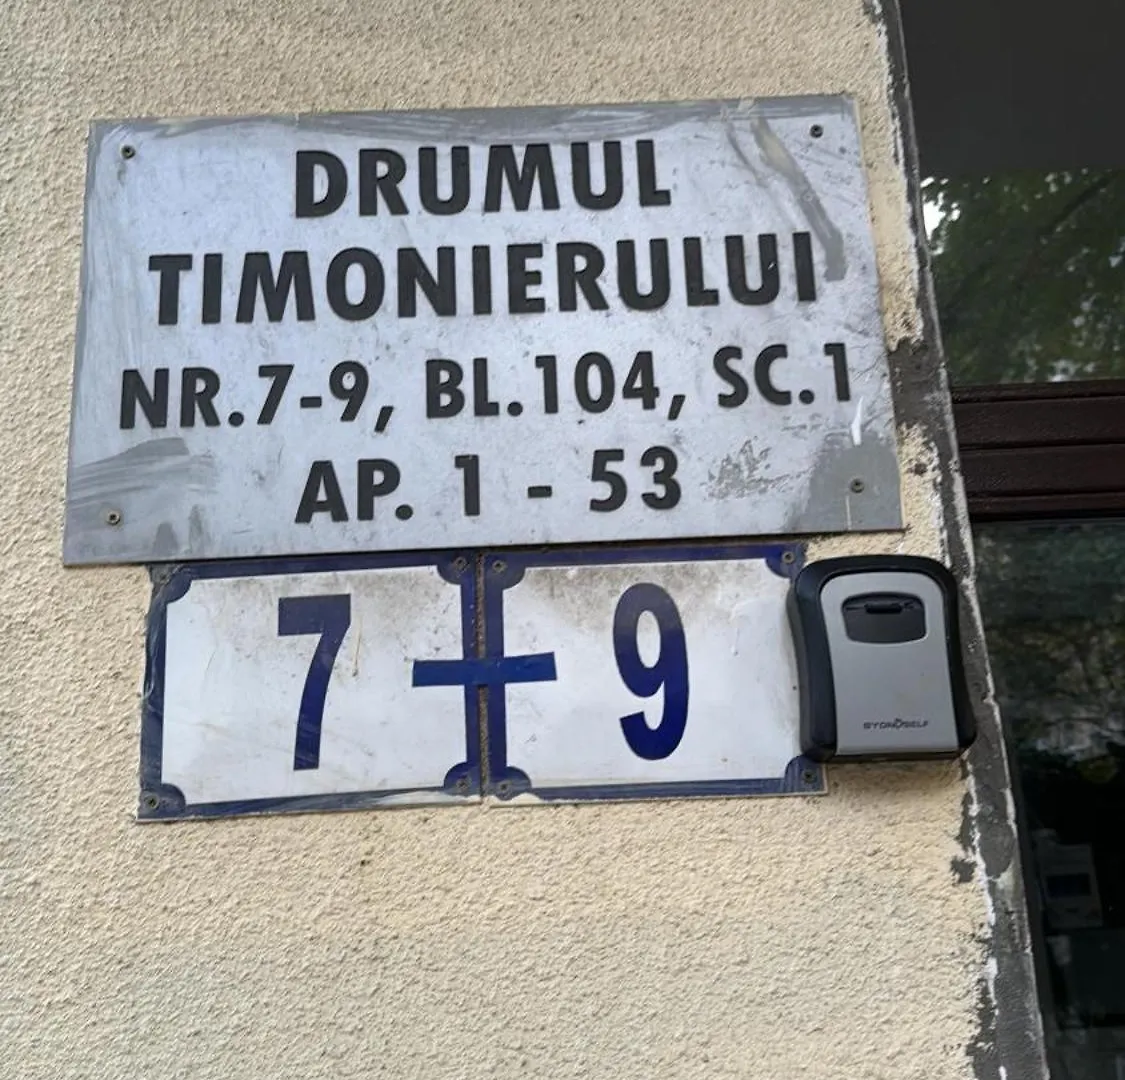 DRUMUL
TIMONIERULUI
NR.7-9, BL.104, SC.1
AP. 1 - 53
7 - 9